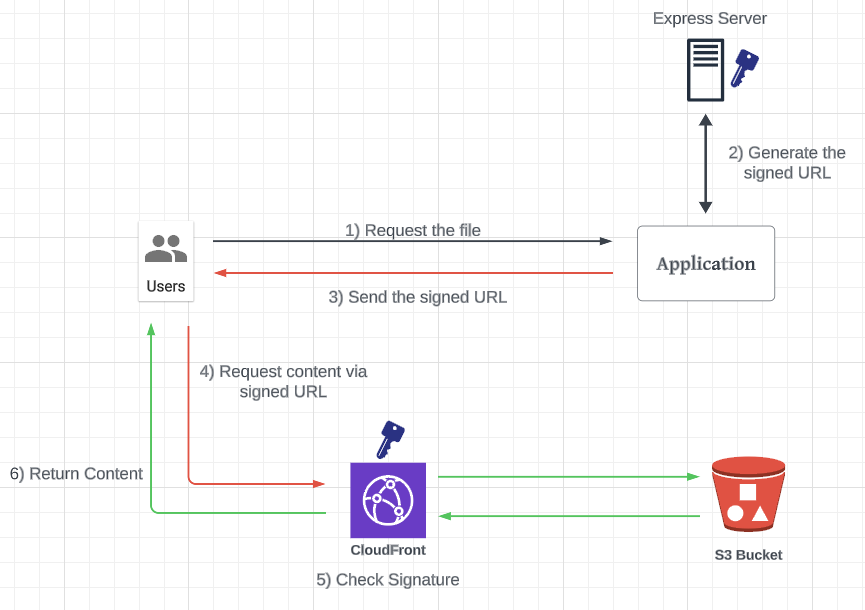 Express Server
2) Generate the
signed URL
1) Request the file
Application
Users
3) Send the signed URL
4) Request content via
signed URL
6) Return Content
CloudFront
S3 Bucket
5) Check Signature